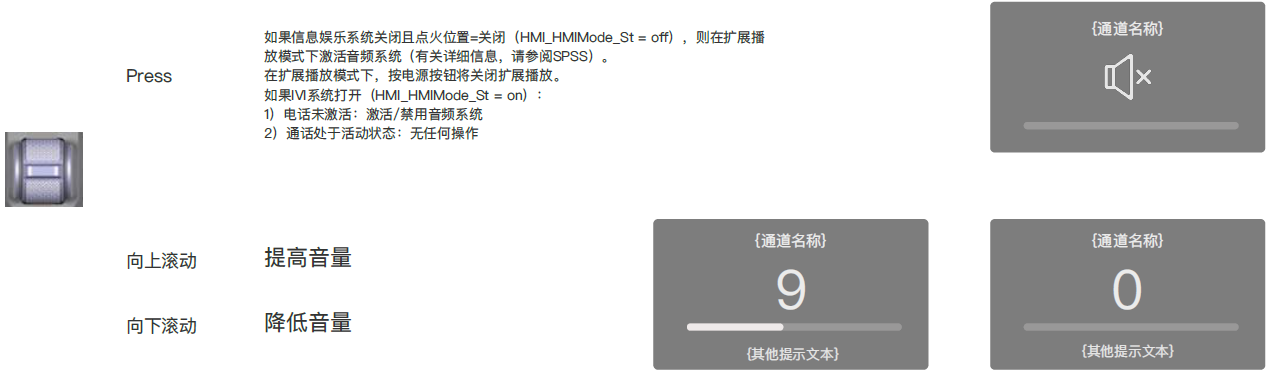 Press
如果信息娱乐系统关闭且点火位置=关闭（HMI_HMIMode_St = off），则在扩展播
放模式下激活音频系统（有关详细信息，请参阅SPSS）。
在扩展播放模式下，按电源按钮将关闭扩展播放。
如果IVI系统打开（HMI_HMIMode_St = on）：
1）电话未激活：激活/禁用音频系统
2）通话处于活动状态：无任何操作
{通道名称}
向上滚动
提高音量
向下滚动
降低音量
{通道名称}
9
{其他提示文本}
{通道名称}
0
{其他提示文本}